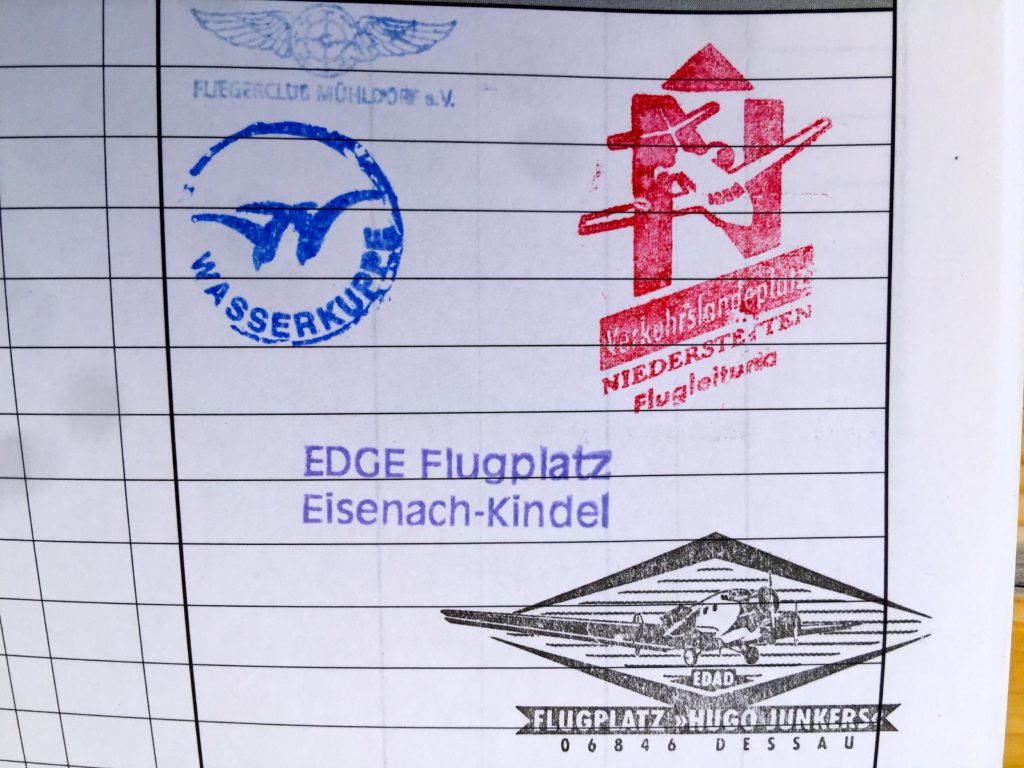 FLIEGERCLUB MÜHLDORF e.V.
WASSERKUPPE
Verkehrslandeplatz
NIEDERSTETTEN
Flugleitung
EDGE Flugplatz
Eisenach-Kindel
EDAD
FLUGPLATZ »HUGO JUNKERS«
06846 DESSAU